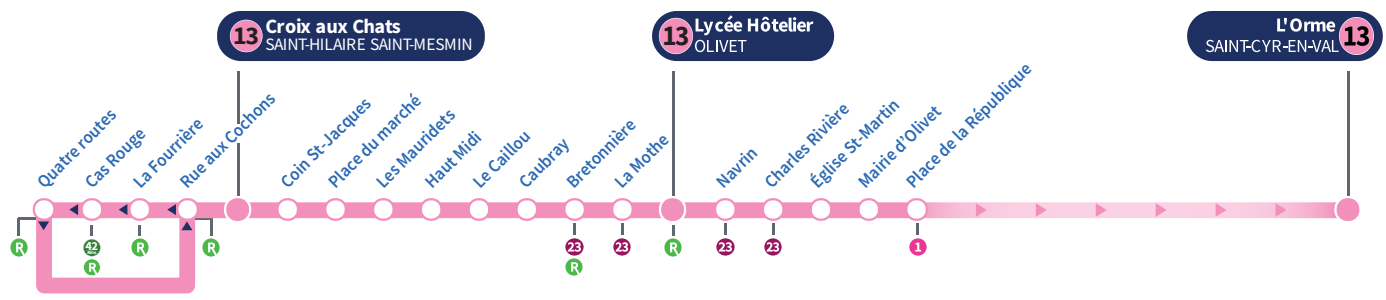 13 Croix aux Chats
SAINT-HILAIRE SAINT-MESMIN
13 Lycée Hôtelier
OLIVET
L'Orme 13
SAINT-CYR-EN-VAL
Quatre routes
Cas Rouge
La Fourrière
Rue aux Cochons
Coin St-Jacques
Place du marché
Les Mauridets
Haut Midi
Le Caillou
Caubray
Bretonnière
La Mothe
Navrin
Charles Rivière
Église St-Martin
Mairie d'Olivet
Place de la République
R
42
R
R
R
23
R
23
R
23
23
1